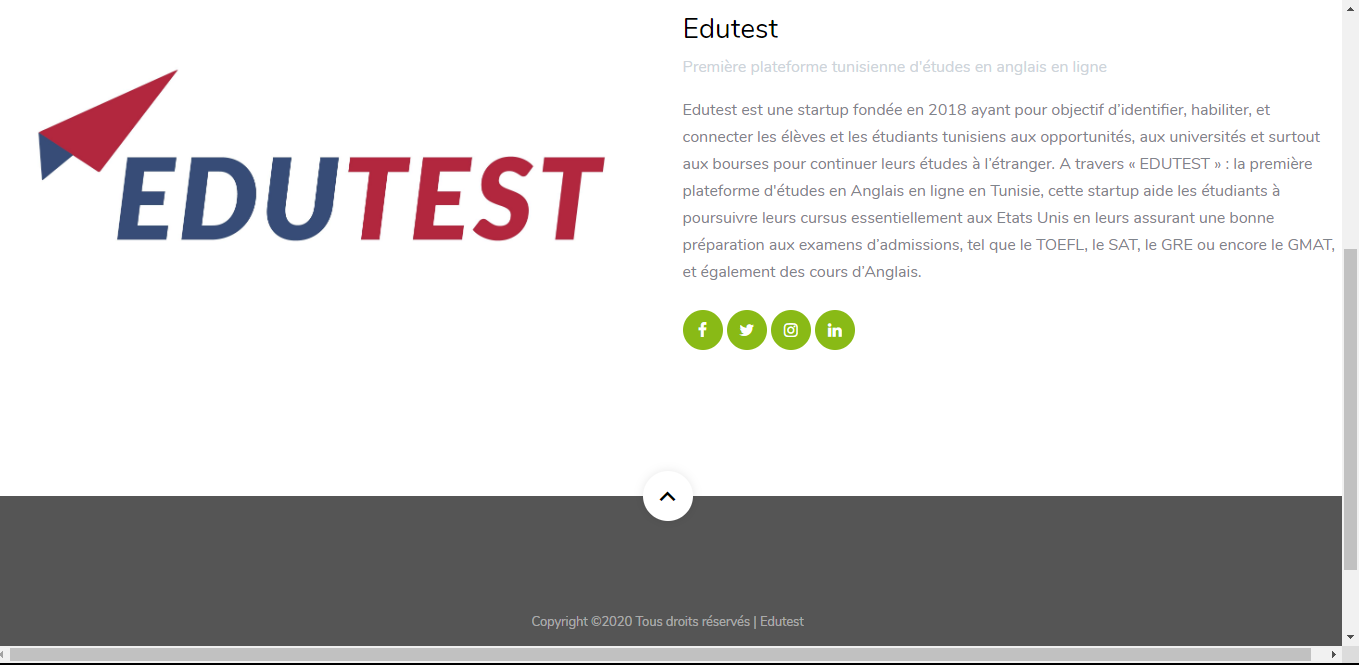 Edutest
Première plateforme tunisienne d'études en anglais en ligne
EDUTEST
Edutest est une startup fondée en 2018 ayant pour objectif d’identifier, habiliter, et
connecter les élèves et les étudiants tunisiens aux opportunités, aux universités et surtout
aux bourses pour continuer leurs études à l’étranger. A travers « EDUTEST » : la première
plateforme d'études en Anglais en ligne en Tunisie, cette startup aide les étudiants à
poursuivre leurs cursus essentiellement aux Etats Unis en leurs assurant une bonne
préparation aux examens d’admissions, tel que le TOEFL, le SAT, le GRE ou encore le GMAT,
et également des cours d’Anglais.
Copyright ©2020 Tous droits réservés | Edutest